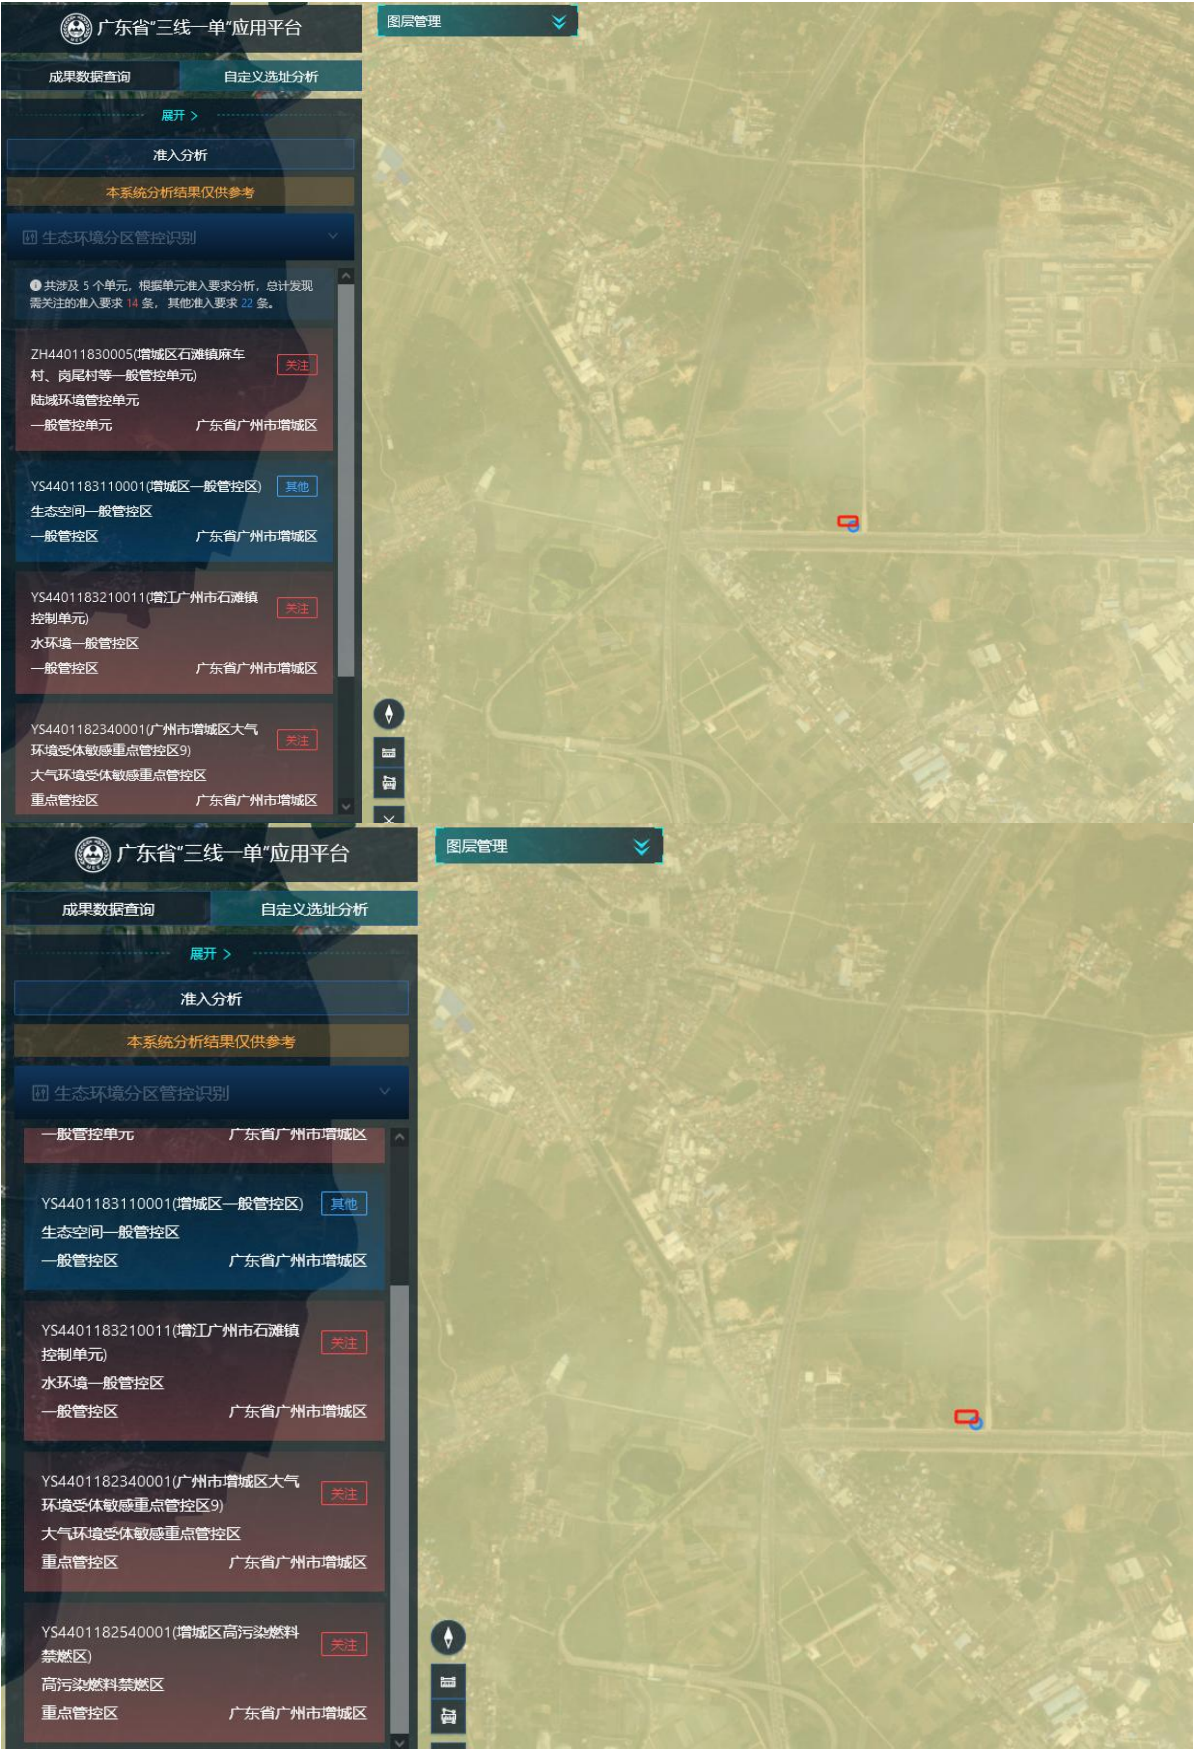 广东省“三线一单”应用平台
图层管理
成果数据查询
自定义选址分析
展开 >
准入分析
本系统分析结果仅供参考
生态环境分区管控识别
共涉及 5 个单元，根据单元准入要求分析，总计发现
需关注的准入要求 14 条， 其他准入要求 22 条。
ZH44011830005(增城区石滩镇麻车
村、岗尾村等一般管控单元)
关注
陆域环境管控单元
一般管控单元 广东省广州市增城区
YS4401183110001(增城区一般管控区)
其他
生态空间一般管控区
一般管控区 广东省广州市增城区
YS4401183210011(增江广州市石滩镇
控制单元)
关注
水环境一般管控区
一般管控区 广东省广州市增城区
YS4401182340001(广州市增城区大气
环境受体敏感重点管控区9)
关注
大气环境受体敏感重点管控区
重点管控区 广东省广州市增城区
广东省“三线一单”应用平台
图层管理
成果数据查询
自定义选址分析
展开 >
准入分析
本系统分析结果仅供参考
生态环境分区管控识别
一般管控单元 广东省广州市增城区
YS4401183110001(增城区一般管控区)
其他
生态空间一般管控区
一般管控区 广东省广州市增城区
YS4401183210011(增江广州市石滩镇
控制单元)
关注
水环境一般管控区
一般管控区 广东省广州市增城区
YS4401182340001(广州市增城区大气
环境受体敏感重点管控区9)
关注
大气环境受体敏感重点管控区
重点管控区 广东省广州市增城区
YS4401182540001(增城区高污染燃料
禁燃区)
关注
高污染燃料禁燃区
重点管控区 广东省广州市增城区